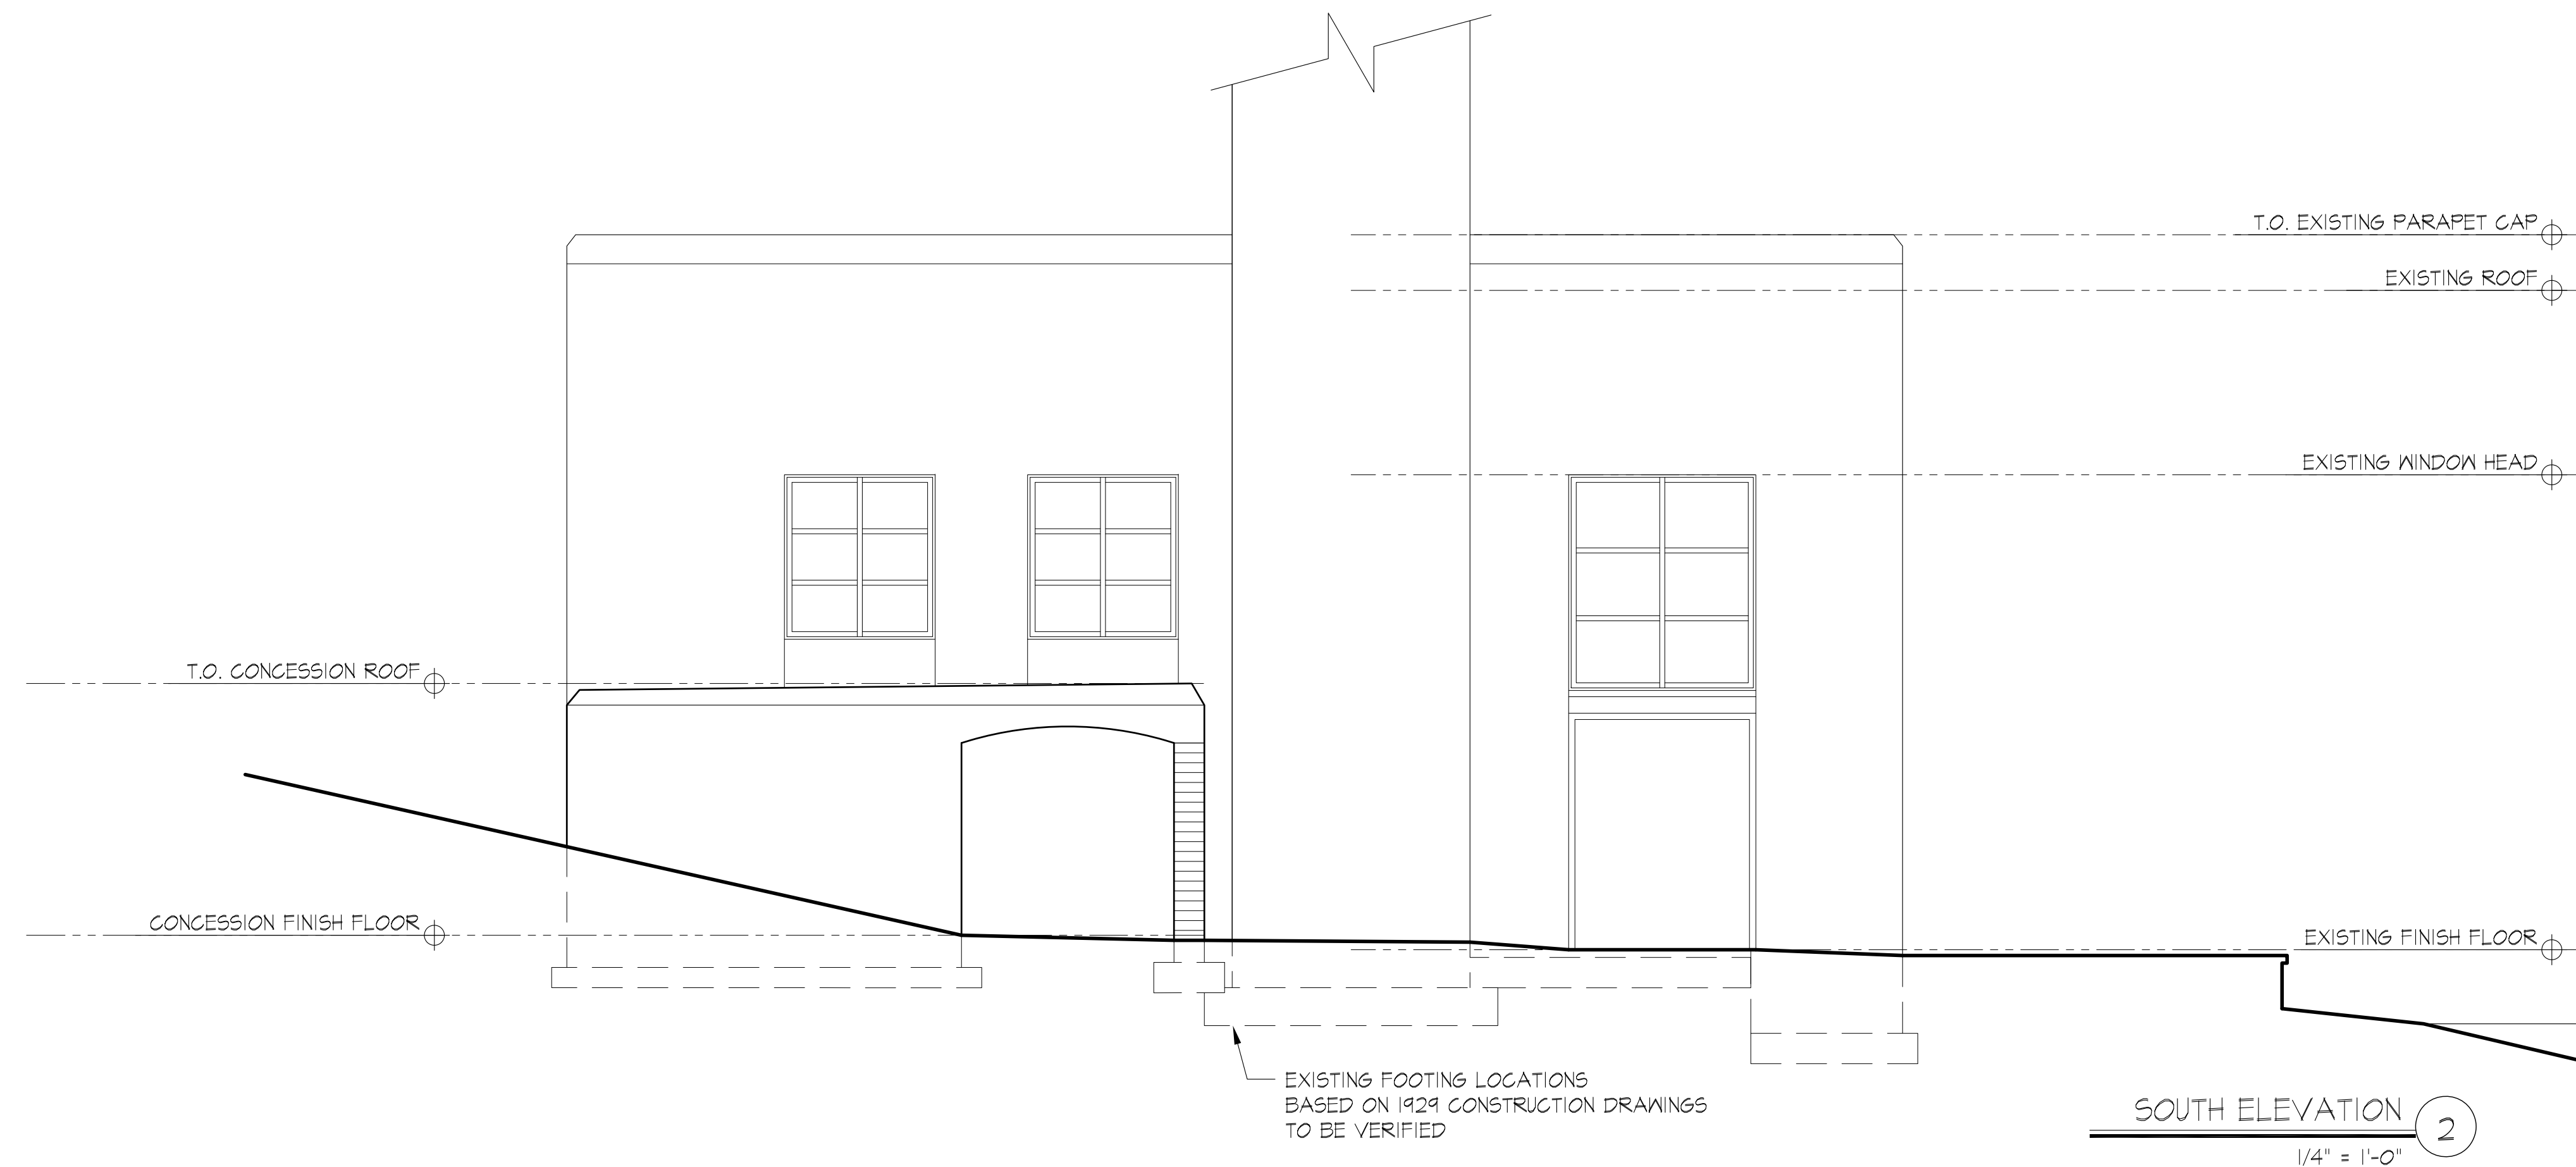 T.O. EXISTING PARAPET CAP
EXISTING ROOF
EXISTING WINDOW HEAD
T.O. CONCESSION ROOF
CONCESSION FINISH FLOOR
EXISTING FINISH FLOOR
EXISTING FOOTING LOCATIONS
BASED ON 1929 CONSTRUCTION DRAWINGS
TO BE VERIFIED
SOUTH ELEVATION
2
1/4" = 1'-0"